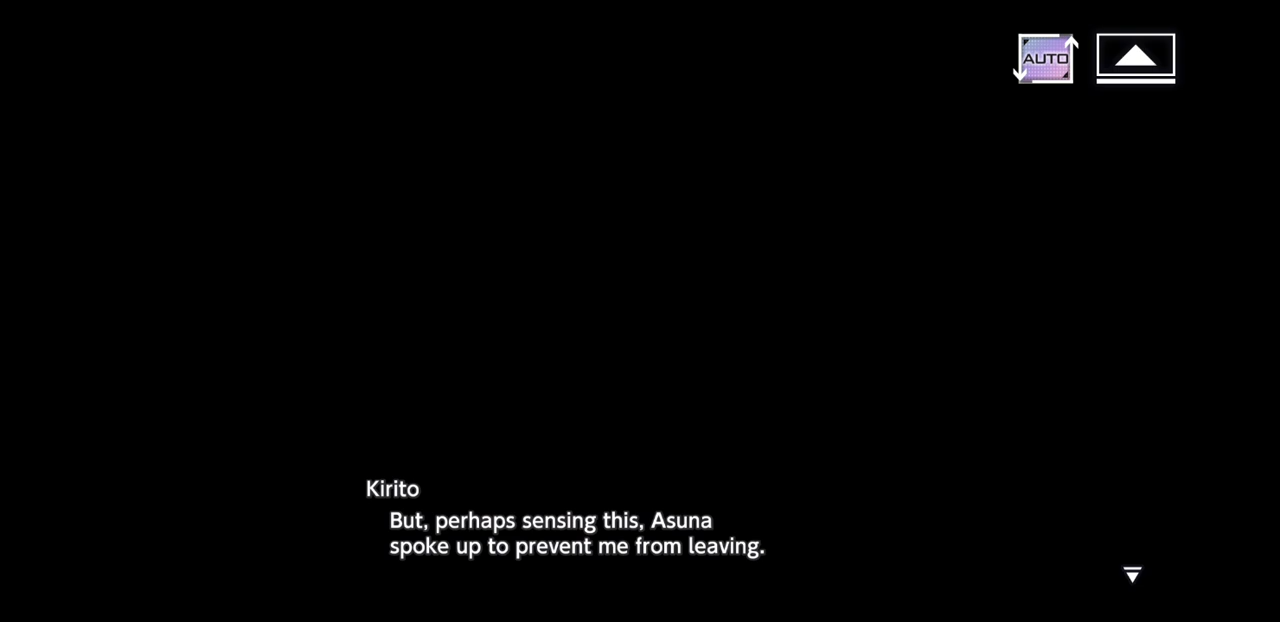 AUTO
Kirito
But, perhaps sensing this, Asuna
spoke up to prevent me from leaving.